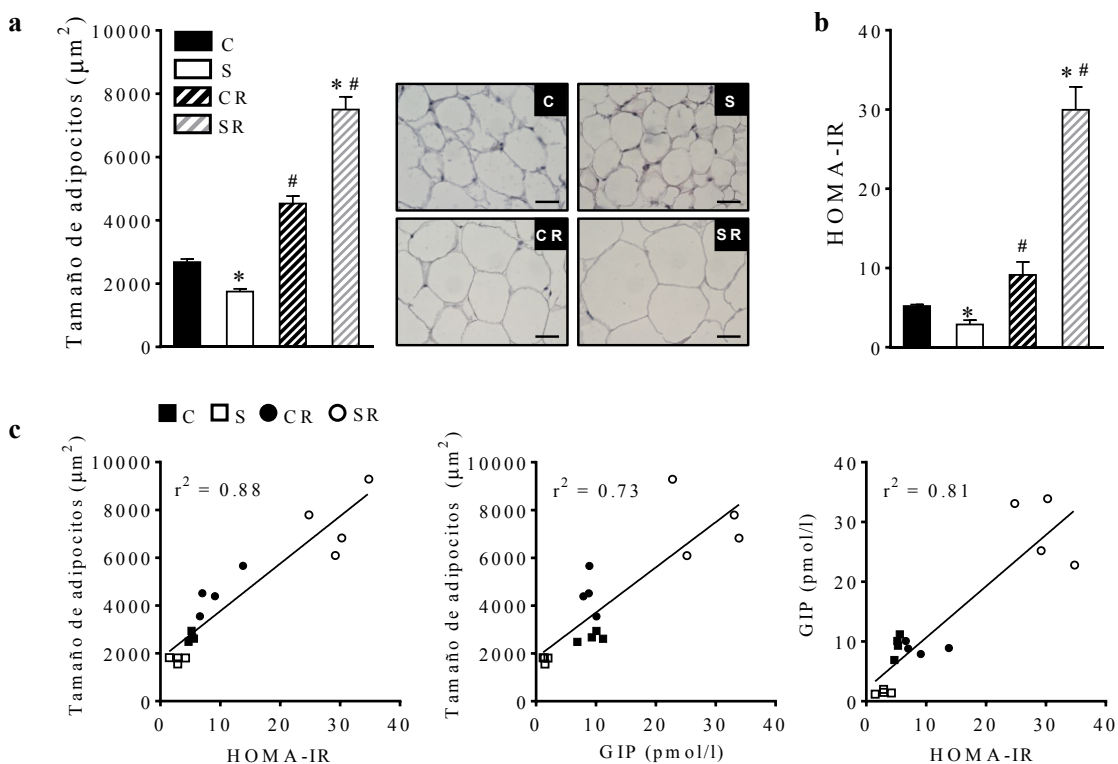 a
Tamaño de adipocitos (μm²)
10000
8000
6000
4000
2000
0
C
S
CR
SR
*
#
* #
C
S
CR
SR
b
HOMA-IR
40
30
20
10
0
*
#
* #
c
C S CR SR
Tamaño de adipocitos (μm²)
10000
8000
6000
4000
2000
0
r² = 0.88
0 10 20 30 40
HOMA-IR
Tamaño de adipocitos (μm²)
10000
8000
6000
4000
2000
0
r² = 0.73
0 10 20 30 40
GIP (pmol/l)
GIP (pmol/l)
40
30
20
10
0
r² = 0.81
0 10 20 30 40
HOMA-IR